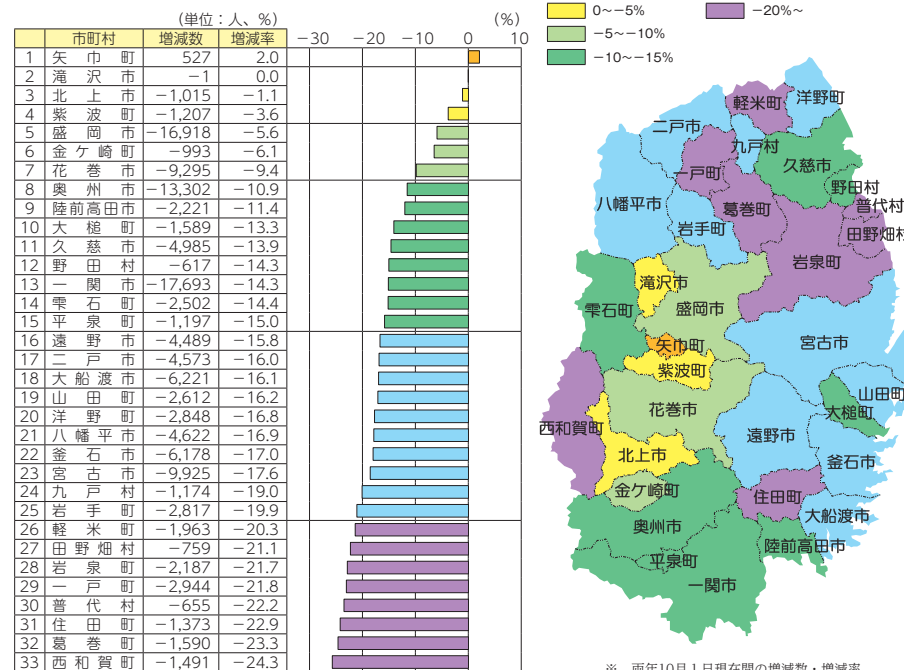 (単位：人、%)
市町村 増減数 増減率
1 矢巾町 527 2.0
2 滝沢市 −1 0.0
3 北上市 −1,015 −1.1
4 紫波町 −1,207 −3.6
5 盛岡市 −16,918 −5.6
6 金ケ崎町 −993 −6.1
7 花巻市 −9,295 −9.4
8 奥州市 −13,302 −10.9
9 陸前高田市 −2,221 −11.4
10 大槌町 −1,589 −13.3
11 久慈市 −4,985 −13.9
12 野田村 −617 −14.3
13 一関市 −17,693 −14.3
14 雫石町 −2,502 −14.4
15 平泉町 −1,197 −15.0
16 遠野市 −4,489 −15.8
17 二戸市 −4,573 −16.0
18 大船渡市 −6,221 −16.1
19 山田町 −2,612 −16.2
20 洋野町 −2,848 −16.8
21 八幡平市 −4,622 −16.9
22 釜石市 −6,178 −17.0
23 宮古市 −9,925 −17.6
24 九戸村 −1,174 −19.0
25 岩手町 −2,817 −19.9
26 軽米町 −1,963 −20.3
27 田野畑村 −759 −21.1
28 岩泉町 −2,187 −21.7
29 一戸町 −2,944 −21.8
30 普代村 −655 −22.2
31 住田町 −1,373 −22.9
32 葛巻町 −1,590 −23.3
33 西和賀町 −1,491 −24.3
(%)
−30 −20 −10 0 10
0~−5% −20%~
−5~−10%
−10~−15%
軽米町 洋野町
二戸市
九戸村
一戸町 久慈市
野田村
八幡平市 葛巻町 普代村
岩手町 田野畑村
岩泉町
滝沢市
雫石町 盛岡市
矢巾町 宮古市
紫波町
山田町
花巻市 大槌町
西和賀町 遠野市
北上市 釜石市
金ケ崎町 住田町
奥州市 大船渡市
平泉町 陸前高田市
一関市
※ 両年10月1日現在間の増減数・増減率